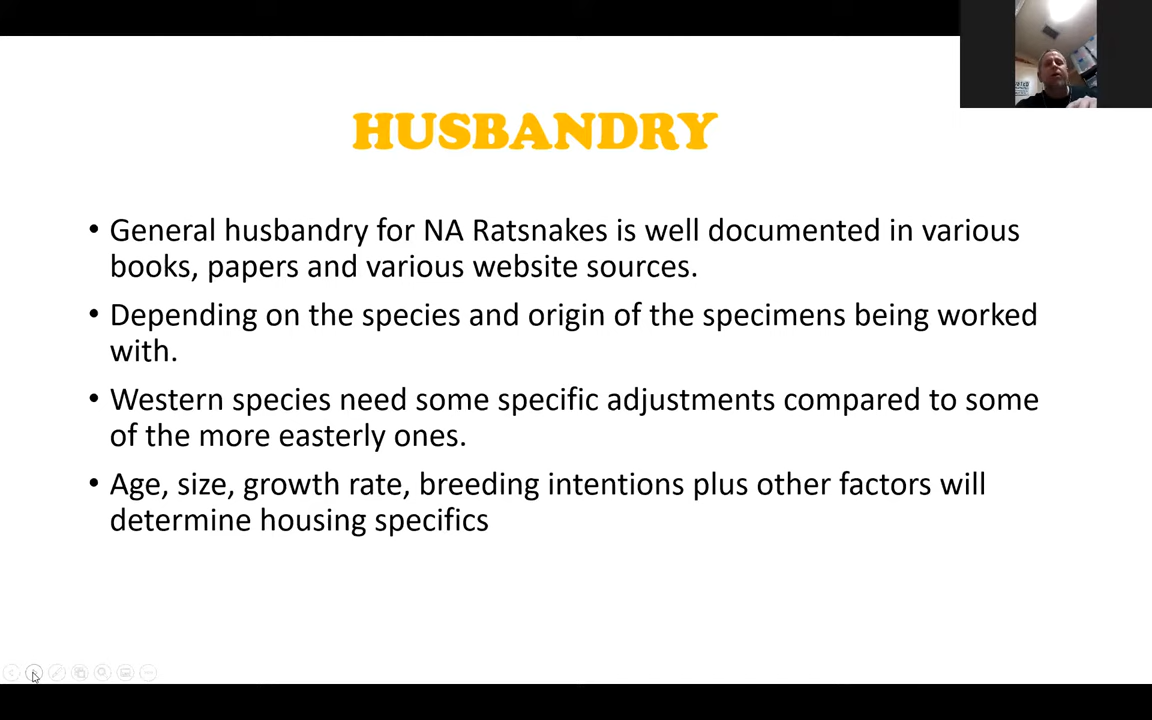 HUSBANDRY
• General husbandry for NA Ratsnakes is well documented in various
books, papers and various website sources.
• Depending on the species and origin of the specimens being worked
with.
• Western species need some specific adjustments compared to some
of the more easterly ones.
• Age, size, growth rate, breeding intentions plus other factors will
determine housing specifics